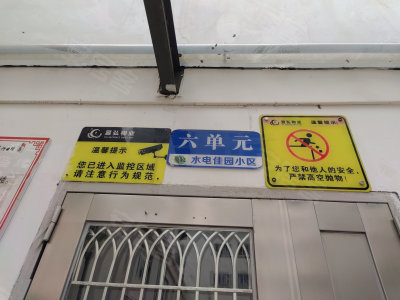 温馨提示
您已进入监控区域
请注意行为规范
六单元
水电佳园小区
温馨提示
为了您和他人的安全,
严禁高空抛物!